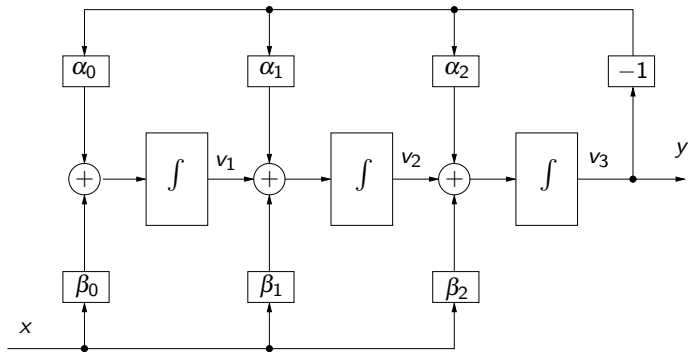 α₀ α₁ α₂ −1
+ ∫ v₁ + ∫ v₂ + ∫ v₃ y
β₀ β₁ β₂
x